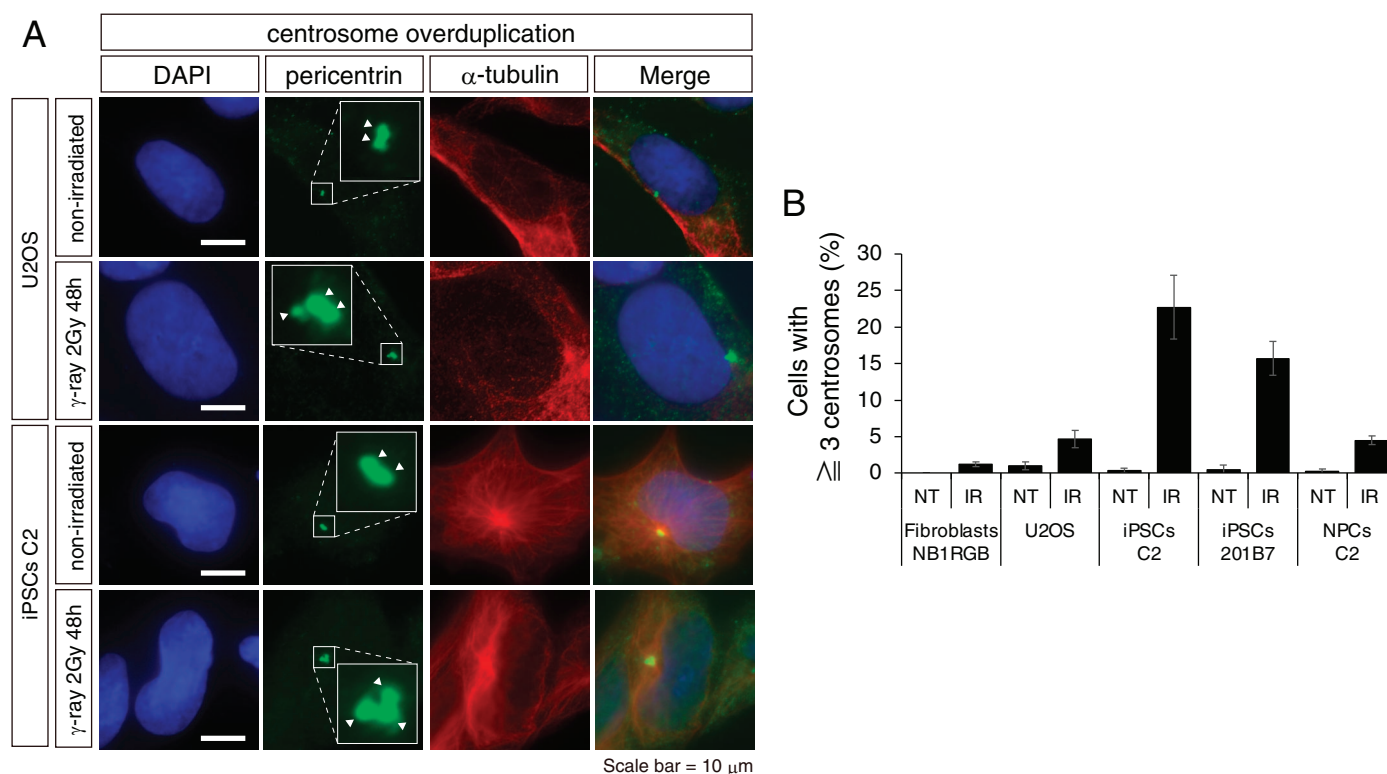 A
centrosome overduplication
DAPI pericentrin α-tubulin Merge
U2OS
non-irradiated
γ-ray 2Gy 48h
iPSCs C2
non-irradiated
γ-ray 2Gy 48h
Scale bar = 10 μm
B
Cells with
≧ 3 centrosomes (%)
30
25
20
15
10
5
0
NT IR NT IR NT IR NT IR NT IR
Fibroblasts U2OS iPSCs iPSCs NPCs
NB1RGB C2 201B7 C2